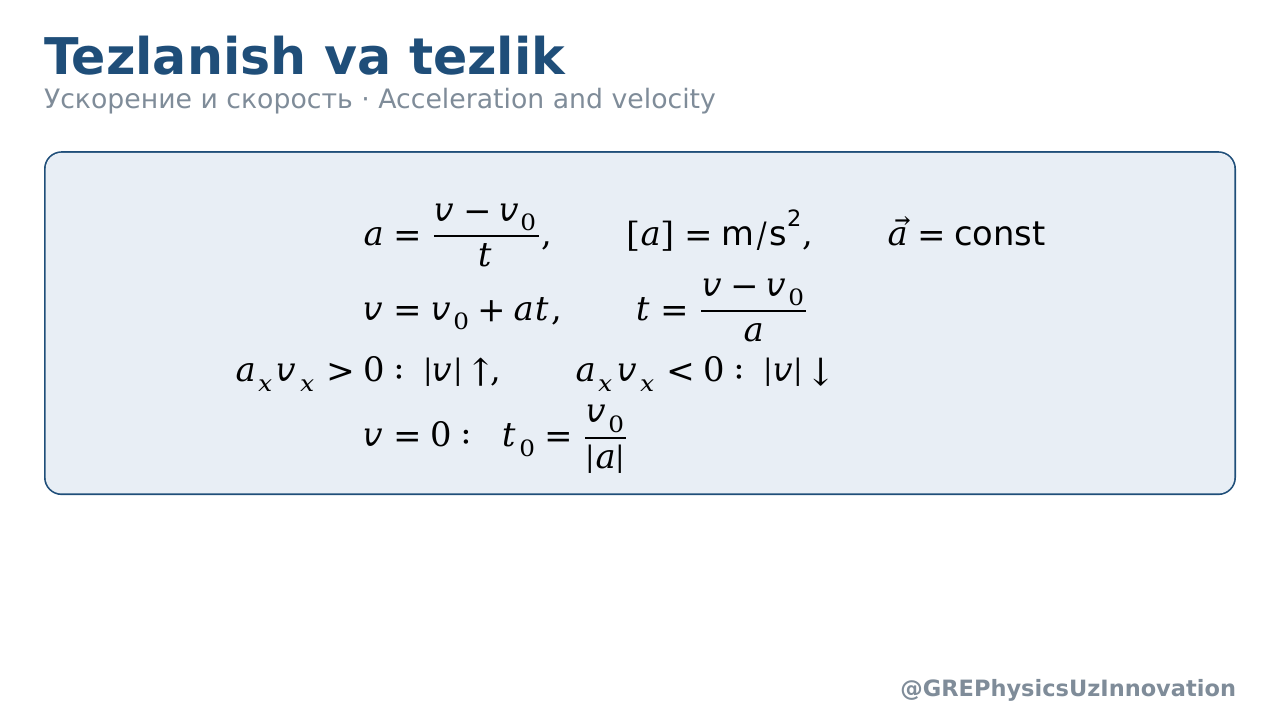 Tezlanish va tezlik
Ускорение и скорость · Acceleration and velocity
a = (v − v₀)/t, [a] = m/s², a⃗ = const
v = v₀ + at, t = (v − v₀)/a
aₓvₓ > 0 : |v| ↑, aₓvₓ < 0 : |v| ↓
v = 0 : t₀ = v₀/|a|
@GREPhysicsUzInnovation